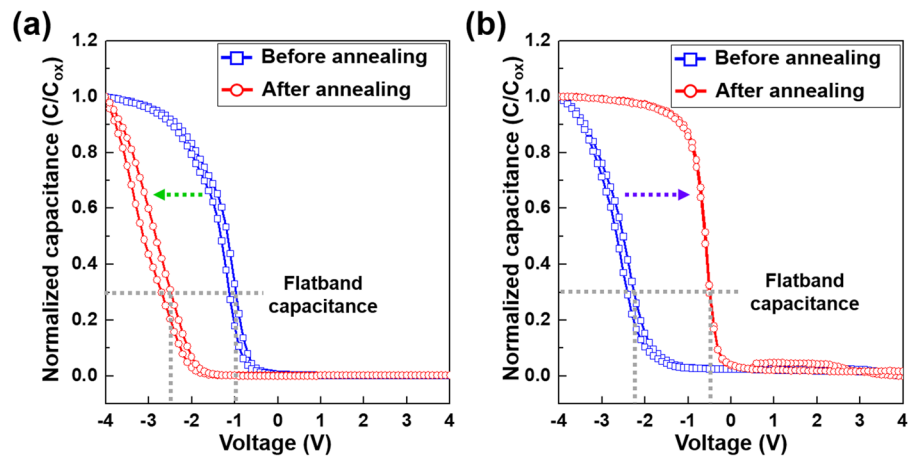 (a)
Normalized capacitance (C/Cox)
1.2
1.0
0.8
0.6
0.4
0.2
0.0
Before annealing
After annealing
Flatband
capacitance
-4 -3 -2 -1 0 1 2 3 4
Voltage (V)
(b)
Normalized capacitance (C/Cox)
1.2
1.0
0.8
0.6
0.4
0.2
0.0
Before annealing
After annealing
Flatband
capacitance
-4 -3 -2 -1 0 1 2 3 4
Voltage (V)